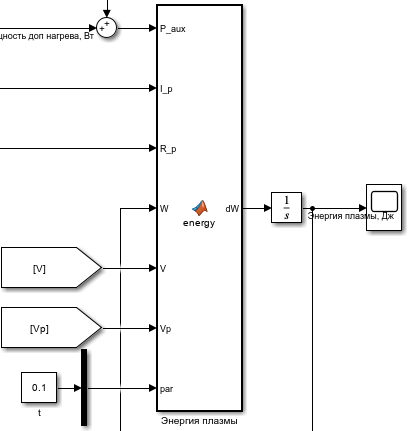 +
+
P_aux
щность доп нагрева, Вт
I_p
R_p
W
energy
dW
1
s
Энергия плазмы, Дж
[V]
V
[Vp]
Vp
0.1
par
t
Энергия плазмы